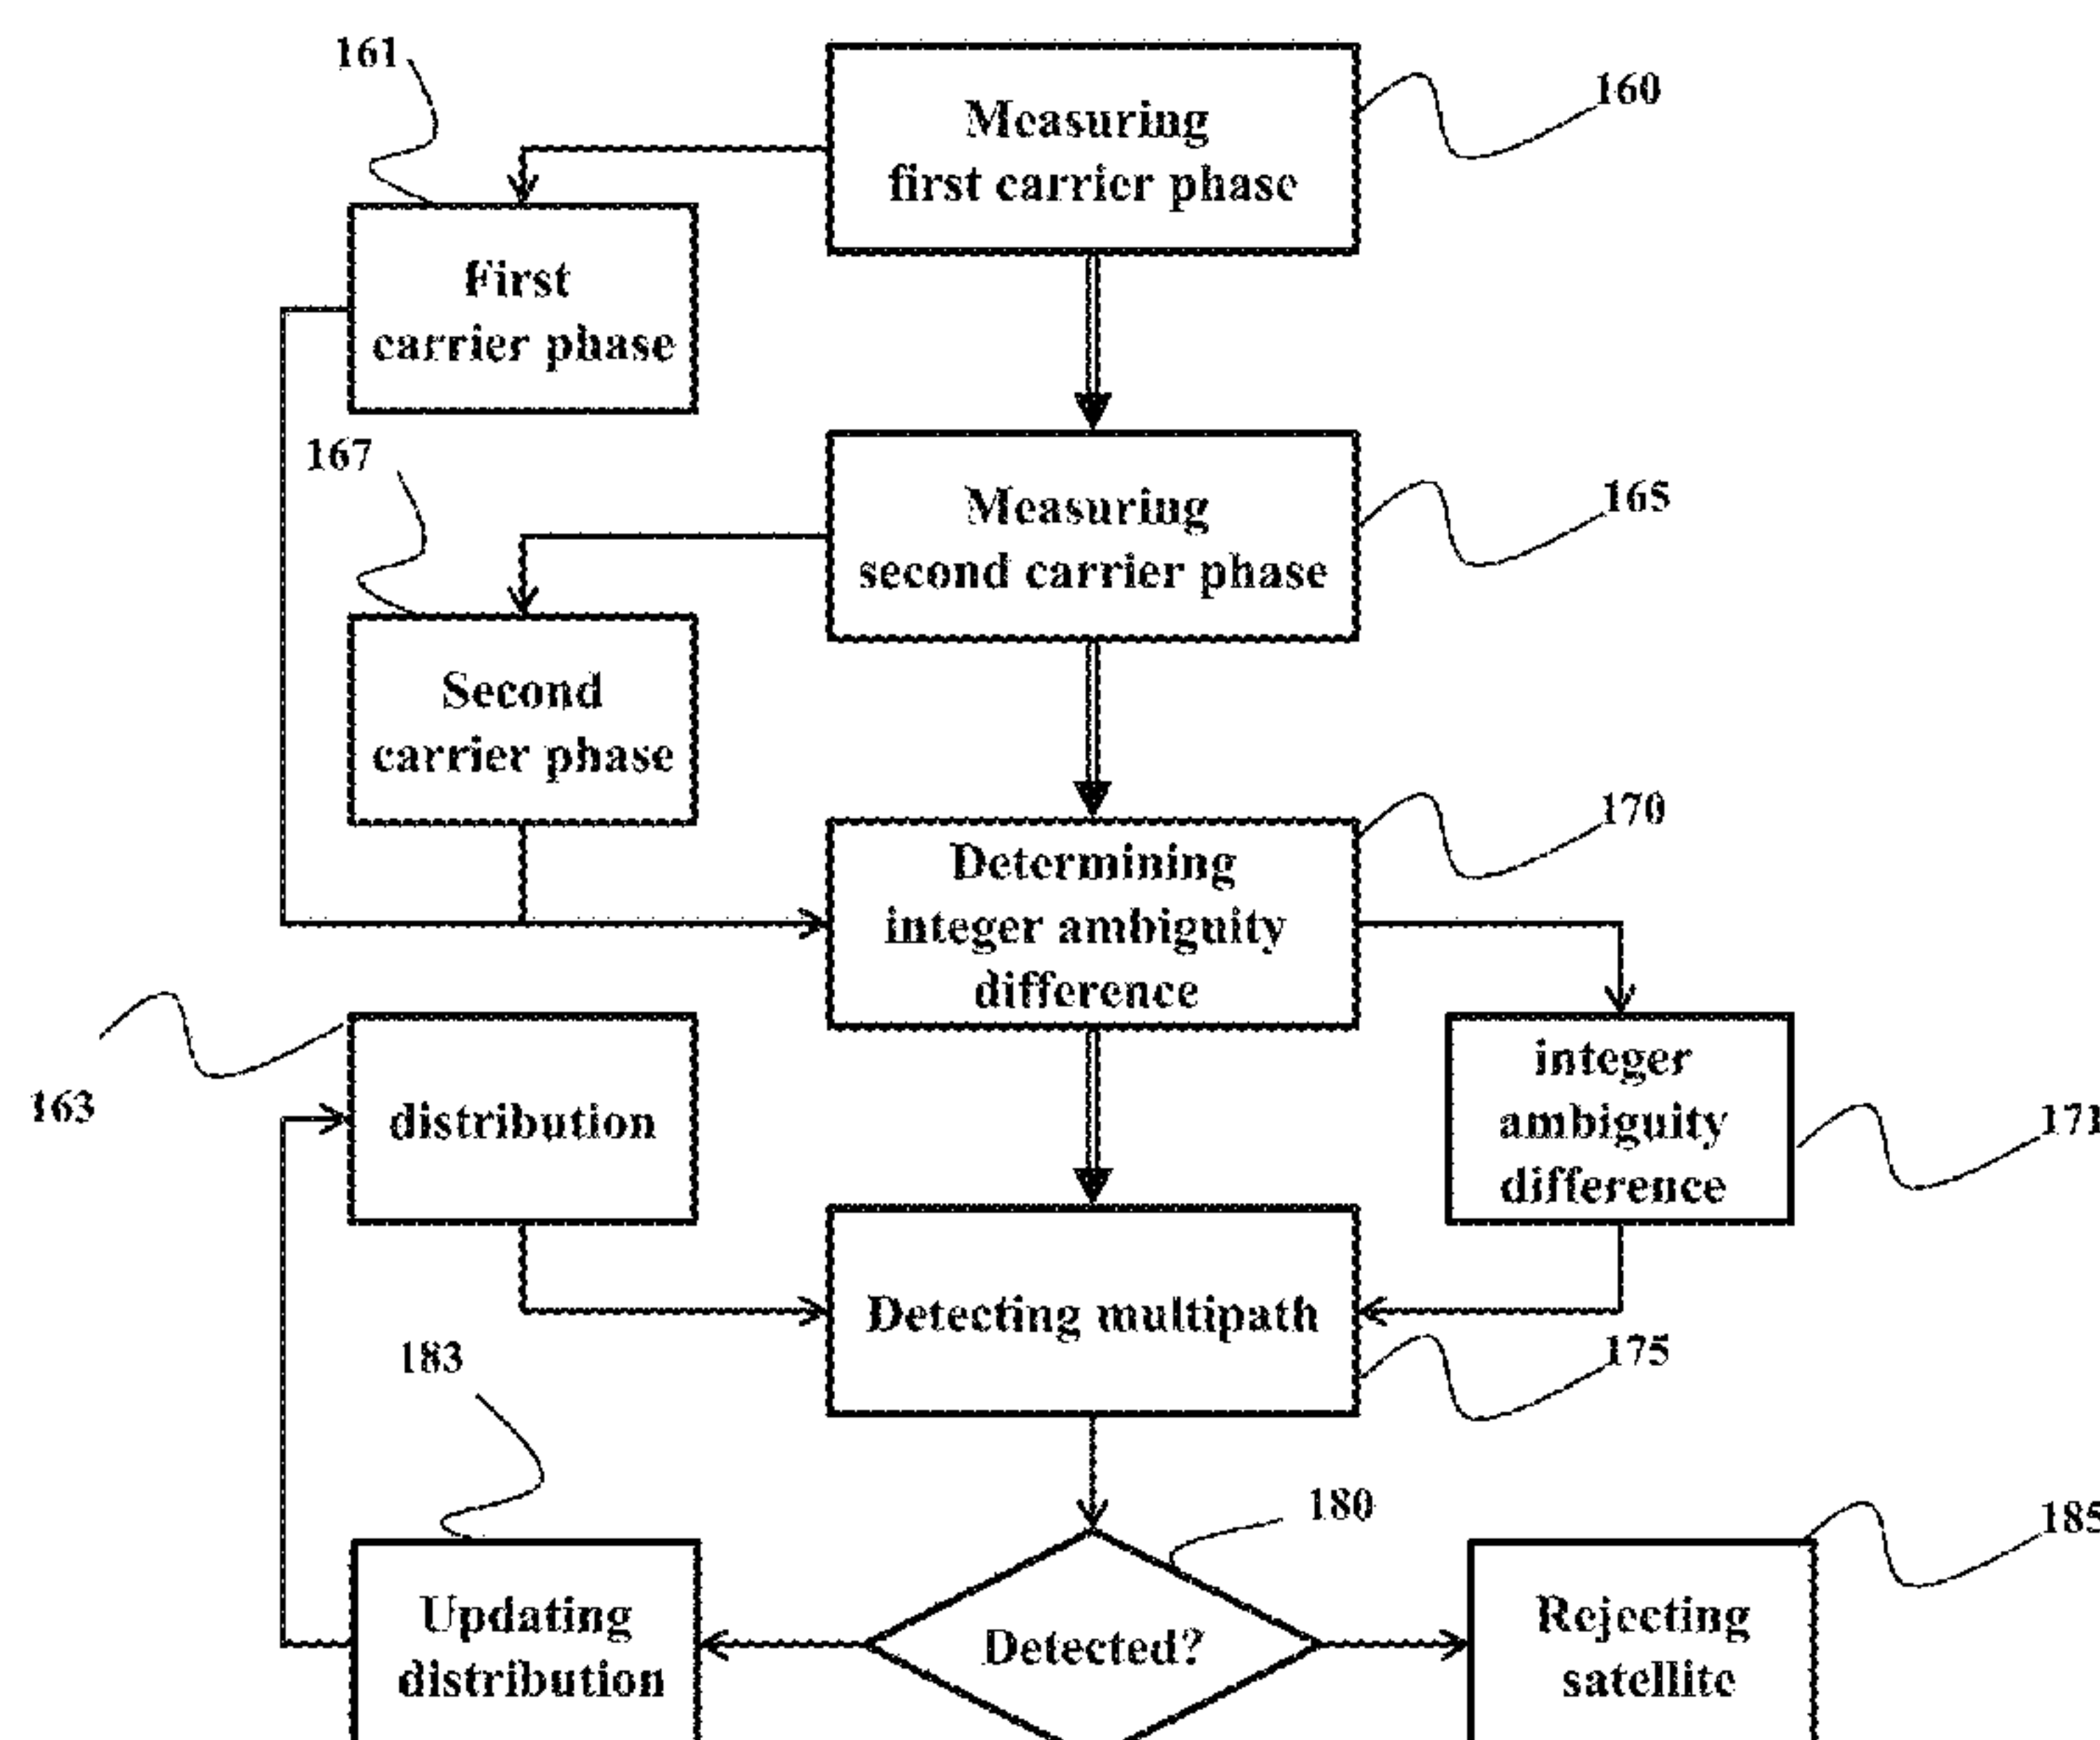 161
160
Measuring
first carrier phase
First
carrier phase
167
165
Measuring
second carrier phase
Second
carrier phase
170
Determining
integer ambiguity
difference
163
distribution
integer
ambiguity
difference
171
Detecting multipath
175
183
180
185
Updating
distribution
Detected?
Rejecting
satellite